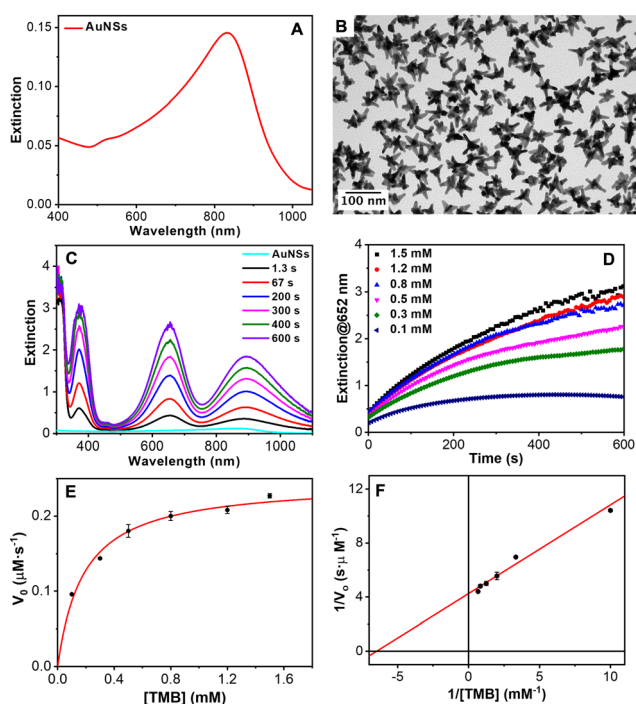 AuNSs
A
0.15
0.10
0.05
0.00
Extinction
400 600 800 1000
Wavelength (nm)
B
100 nm
C
AuNSs
1.3 s
67 s
200 s
300 s
400 s
600 s
4
3
2
1
0
Extinction
400 600 800 1000
Wavelength (nm)
D
1.5 mM
1.2 mM
0.8 mM
0.5 mM
0.3 mM
0.1 mM
4
3
2
1
0
Extinction@652 nm
0 200 400 600
Time (s)
E
0.2
0.1
0.0
V₀ (μM·s⁻¹)
0.0 0.4 0.8 1.2 1.6
[TMB] (mM)
F
12
8
4
0
1/Vₒ (s·μ M⁻¹)
-5 0 5 10
1/[TMB] (mM⁻¹)